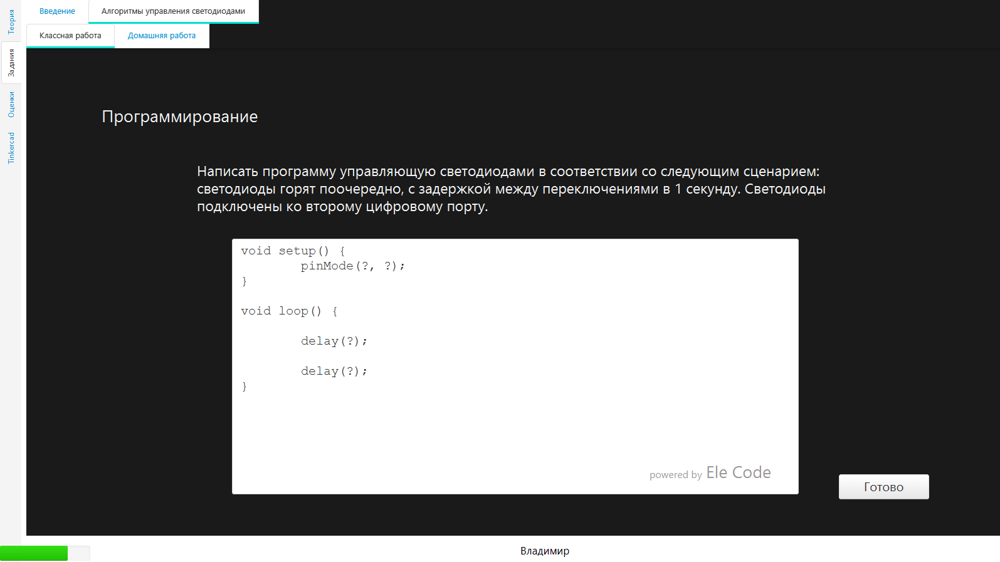 Теория
Задания
Оценки
Tinkercad
Введение
Алгоритмы управления светодиодами
Классная работа
Домашняя работа
Программирование
Написать программу управляющую светодиодами в соответствии со следующим сценарием:
светодиоды горят поочередно, с задержкой между переключениями в 1 секунду. Светодиоды
подключены ко второму цифровому порту.
void setup() {
pinMode(?, ?);
}
void loop() {
delay(?);
delay(?);
}
powered by Ele Code
Готово
Владимир